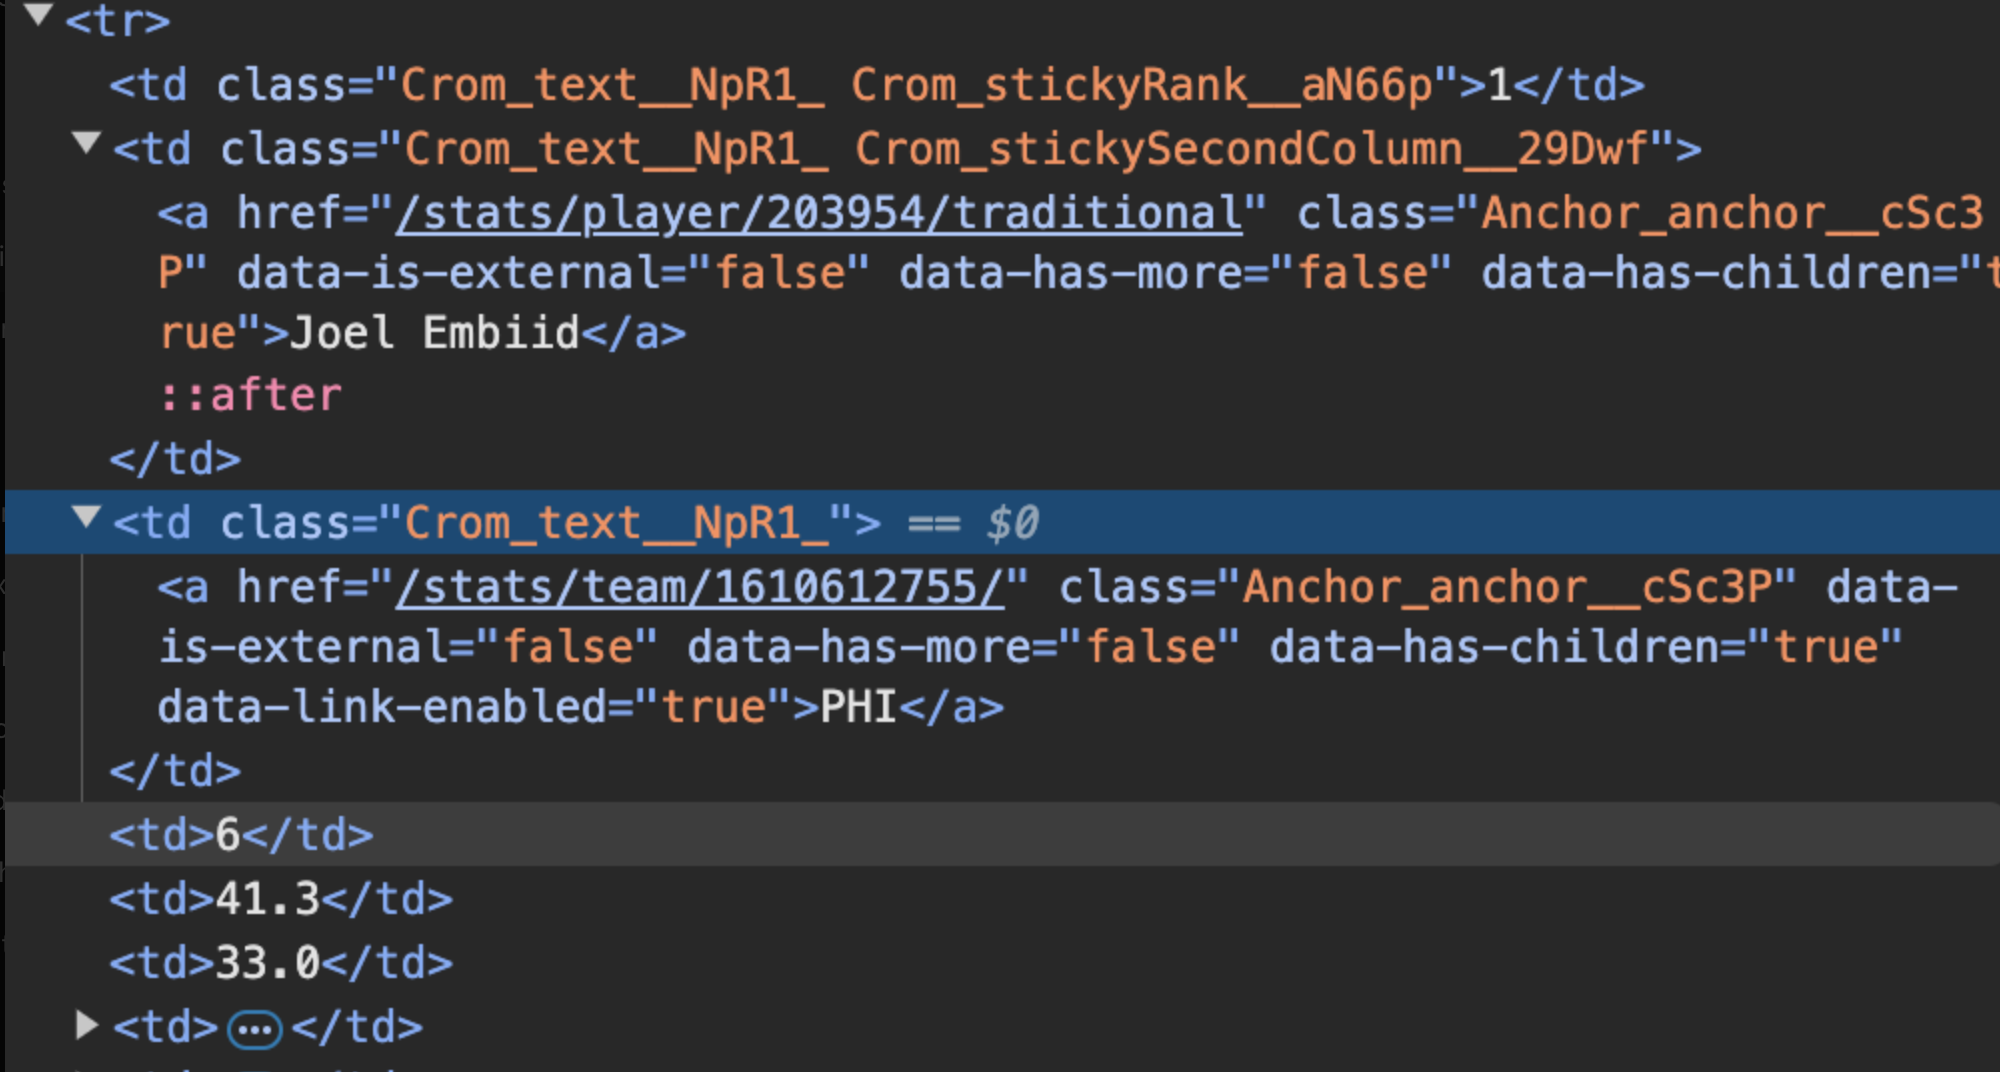 <tr>
<td class="Crom_text__NpR1_ Crom_stickyRank__aN66p">1</td>
<td class="Crom_text__NpR1_ Crom_stickySecondColumn__29Dwf">
<a href="/stats/player/203954/traditional" class="Anchor_anchor__cSc3
P" data-is-external="false" data-has-more="false" data-has-children="t
rue">Joel Embiid</a>
::after
</td>
<td class="Crom_text__NpR1_"> == $0
<a href="/stats/team/1610612755/" class="Anchor_anchor__cSc3P" data-
is-external="false" data-has-more="false" data-has-children="true"
data-link-enabled="true">PHI</a>
</td>
<td>6</td>
<td>41.3</td>
<td>33.0</td>
<td>…</td>